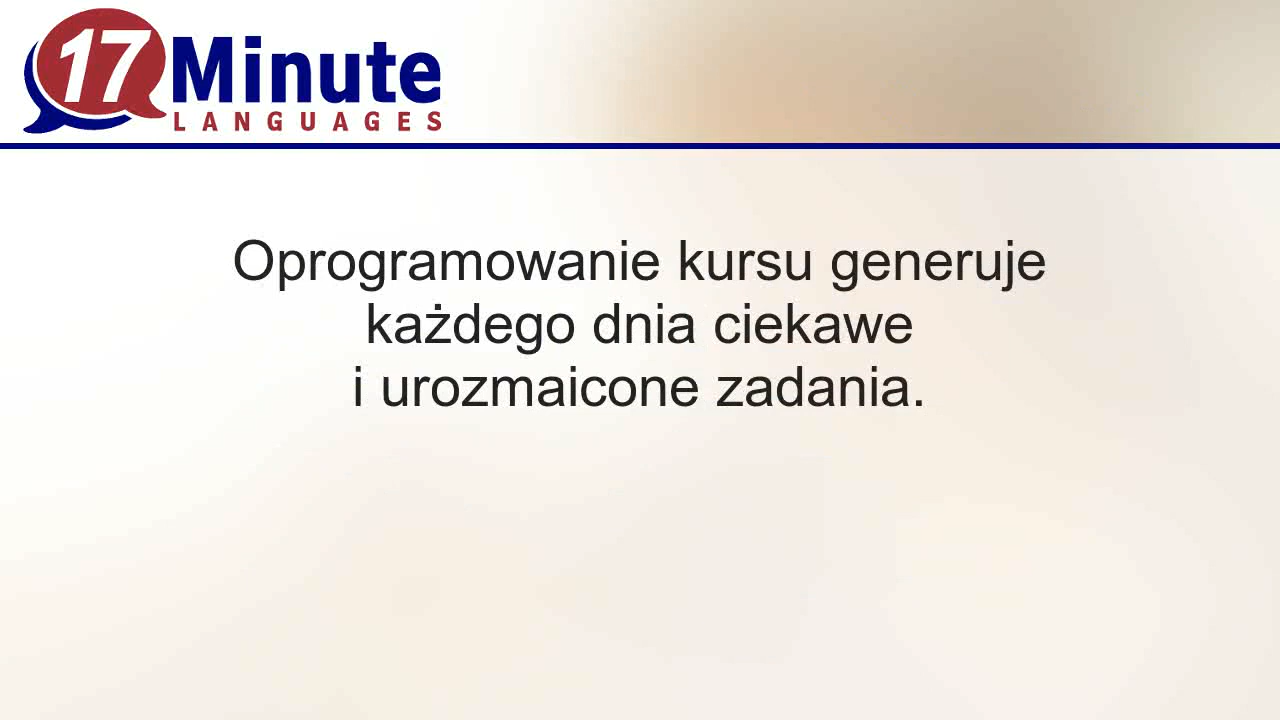 17 Minute
LANGUAGES
Oprogramowanie kursu generuje
każdego dnia ciekawe
i urozmaicone zadania.